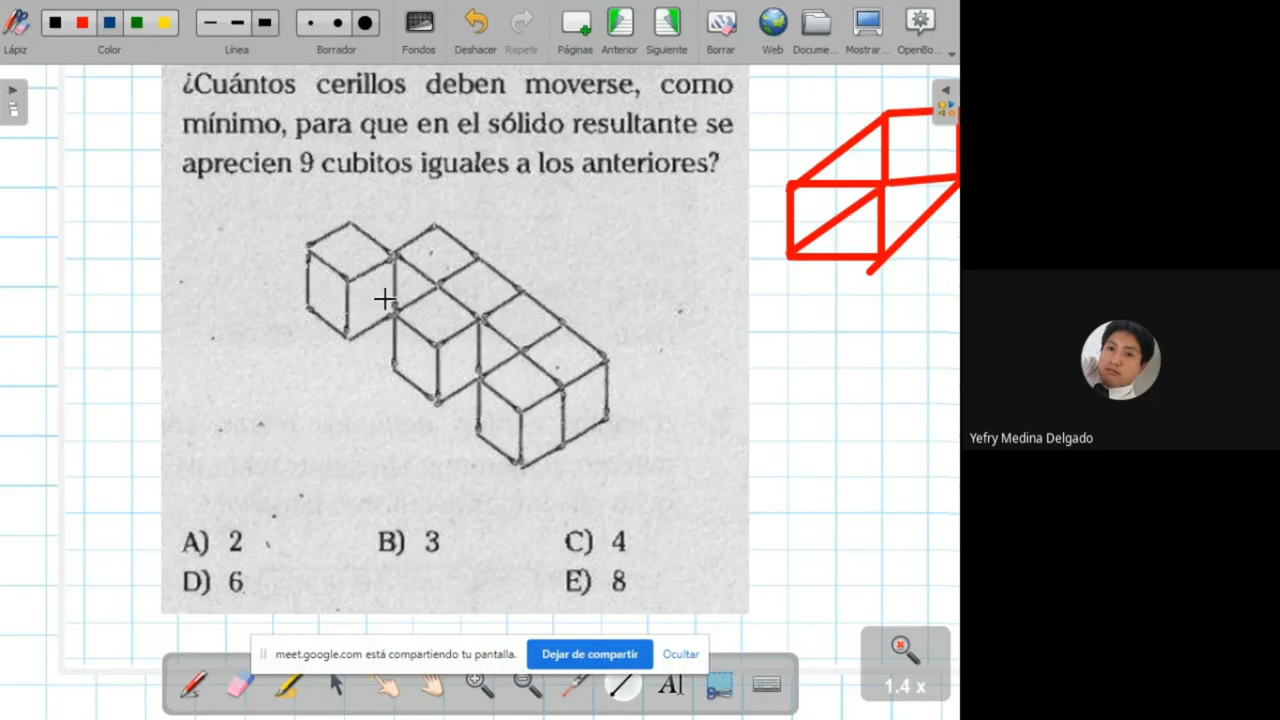 Lápiz
Color
Línea
Borrador
Fondos
Deshacer
Repetir
Páginas
Anterior
Siguiente
Borrar
Web
Docume...
Mostrar...
OpenBo...
¿Cuántos cerillos deben moverse, como
mínimo, para que en el sólido resultante se
aprecien 9 cubitos iguales a los anteriores?
A) 2
B) 3
C) 4
D) 6
E) 8
Yefry Medina Delgado
meet.google.com está compartiendo tu pantalla.
Dejar de compartir
Ocultar
1.4 x